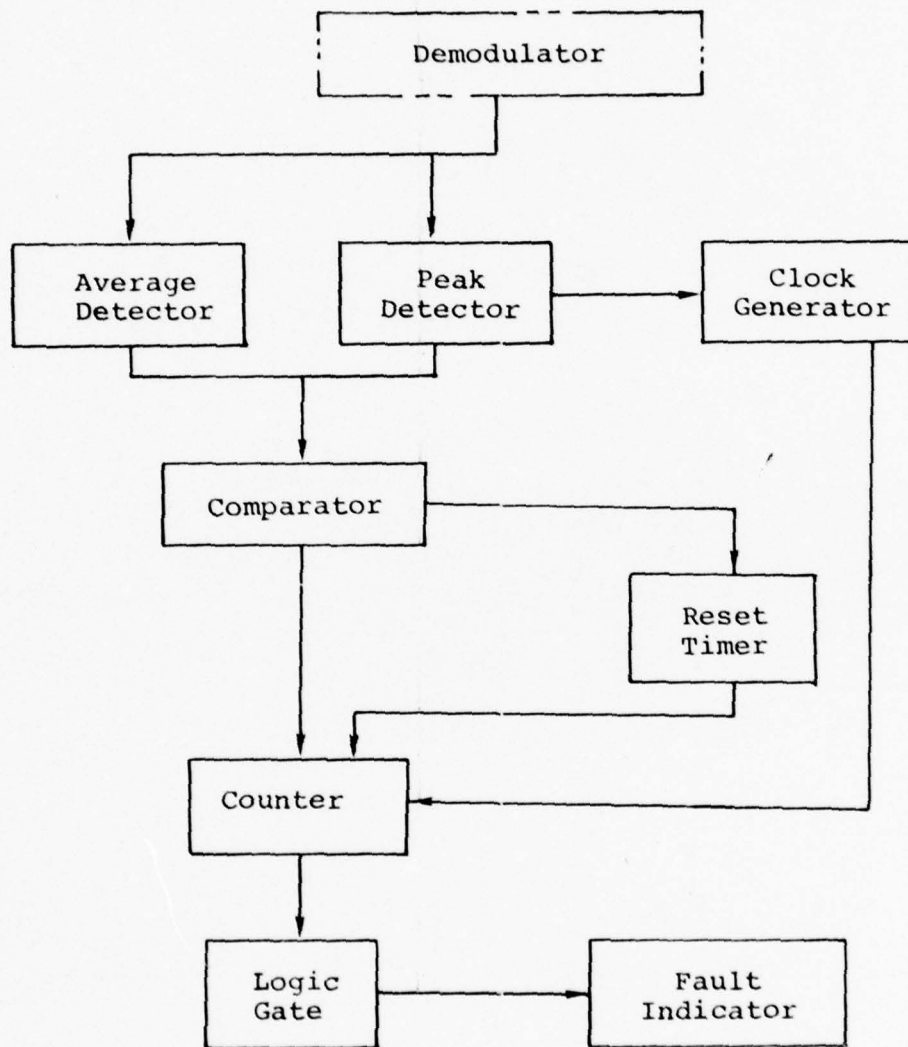 Demodulator
Average
Detector
Peak
Detector
Clock
Generator
Comparator
Reset
Timer
Counter
Logic
Gate
Fault
Indicator